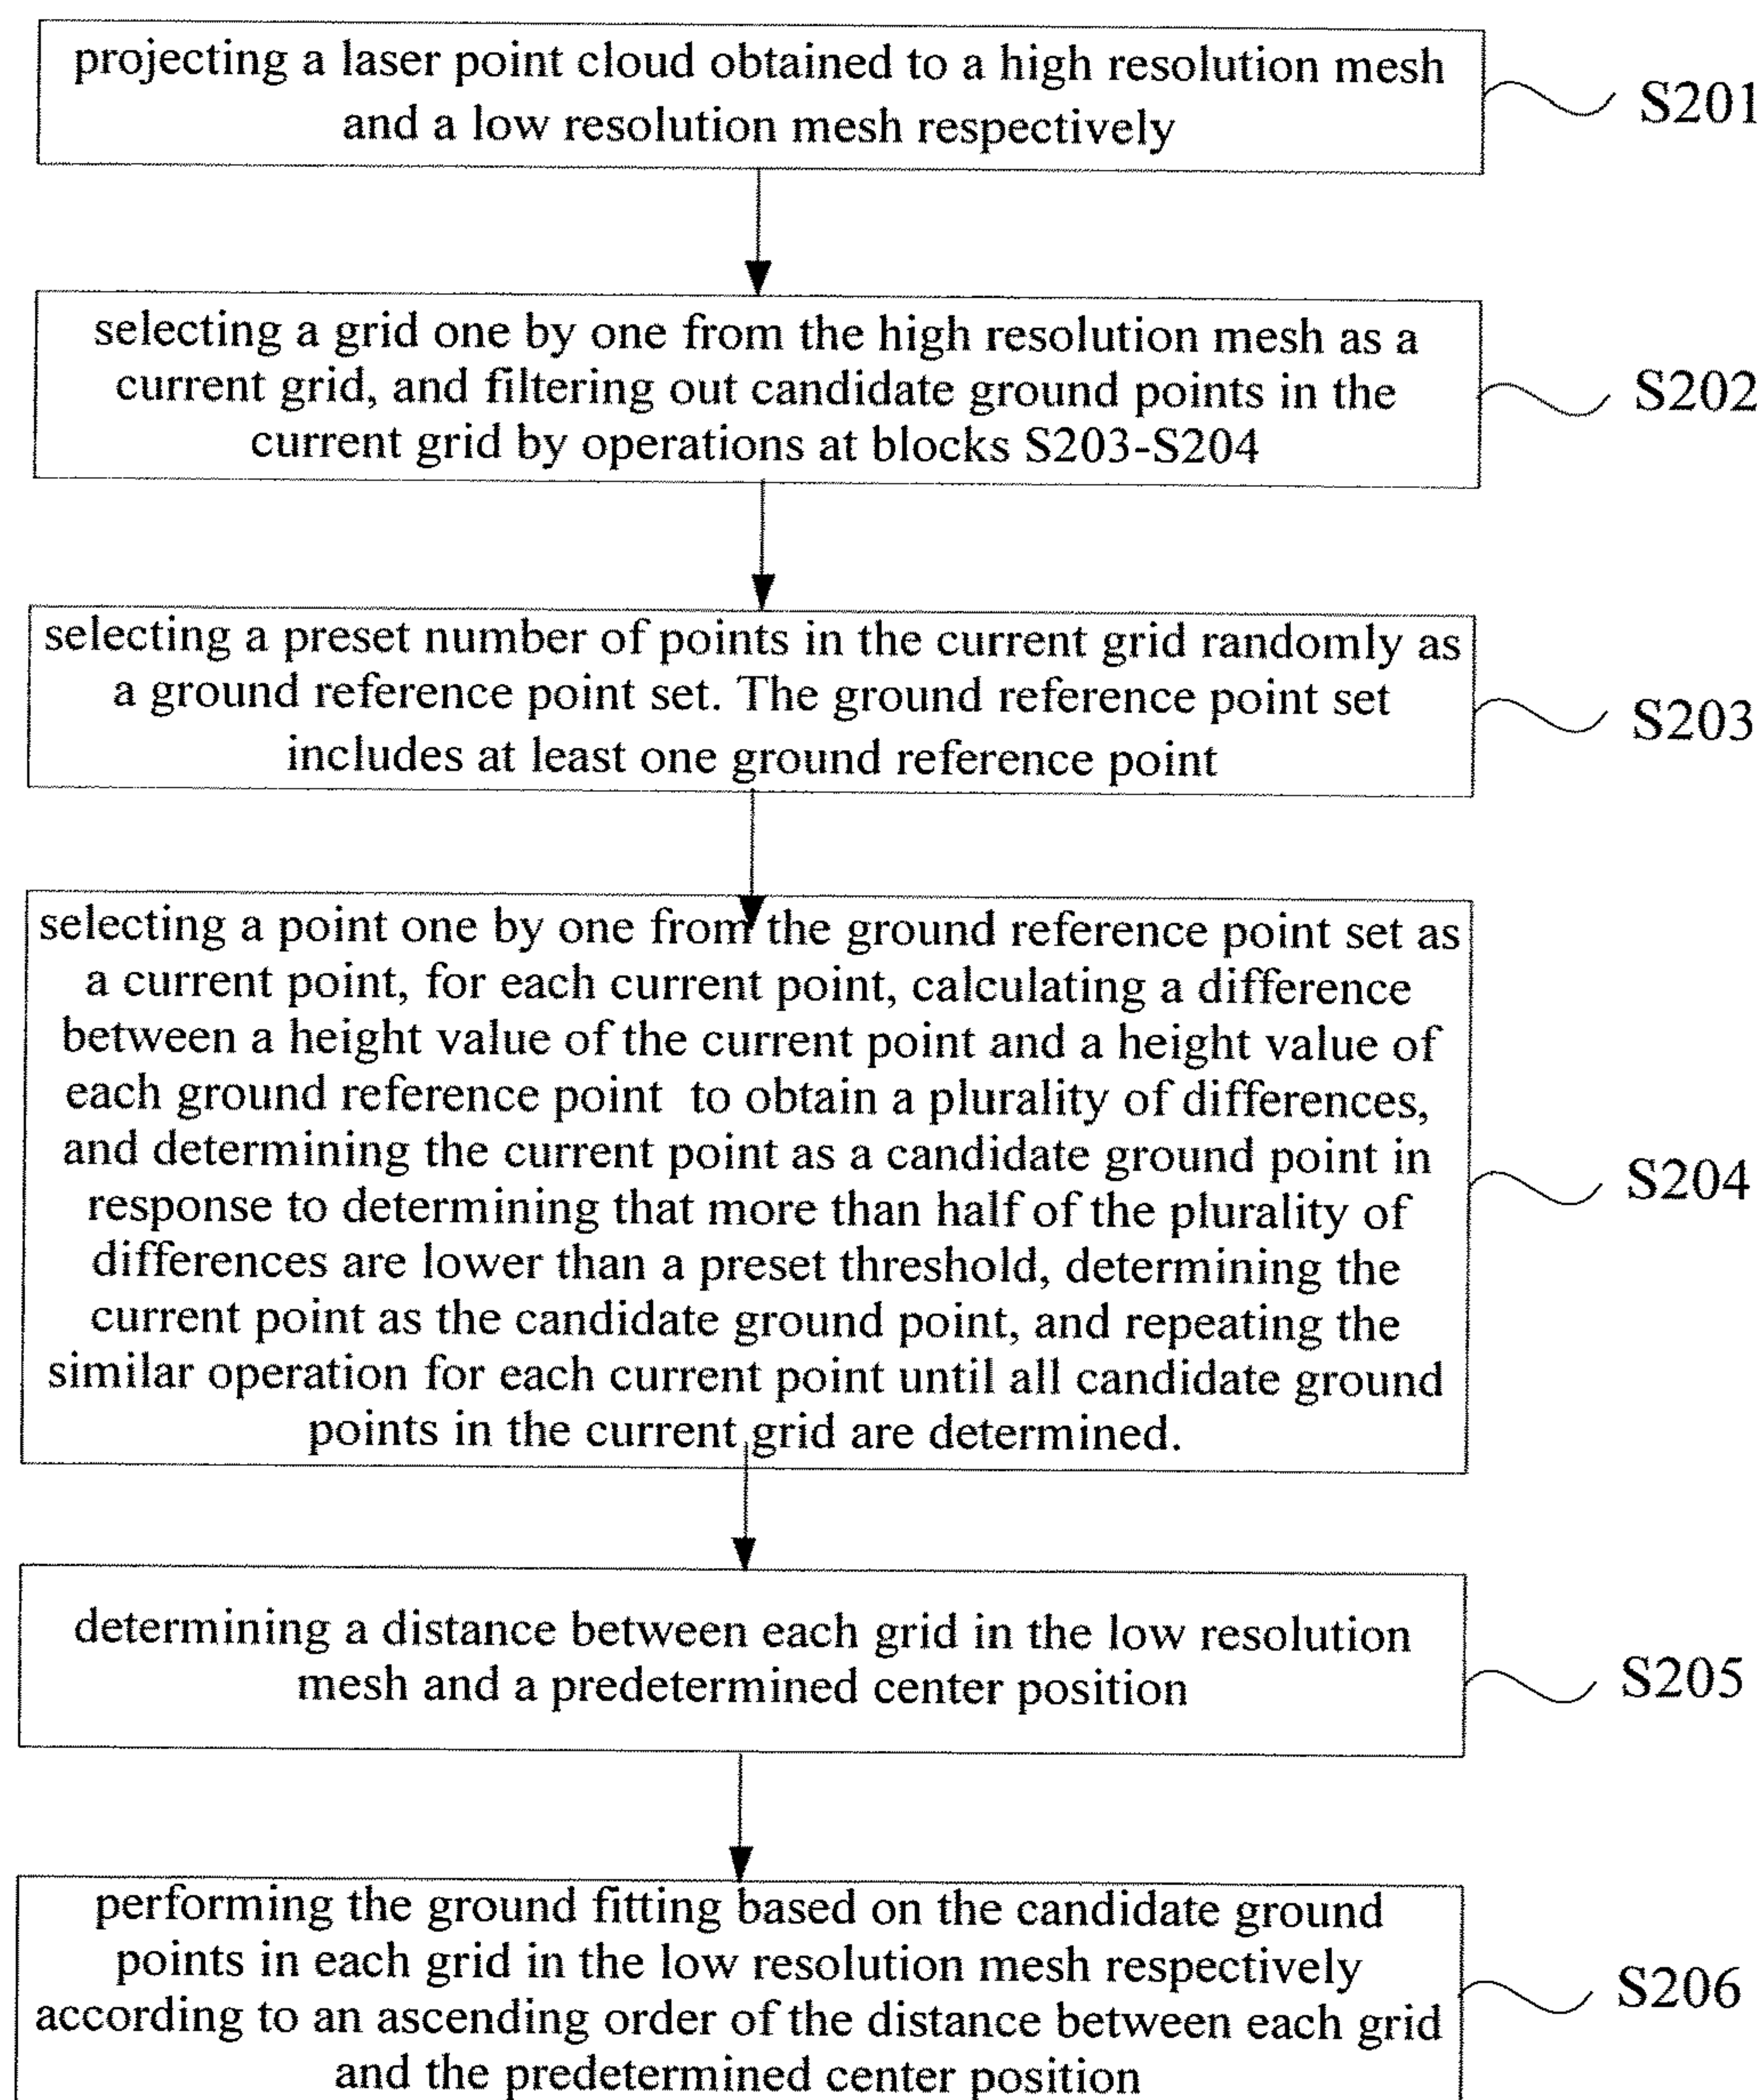 projecting a laser point cloud obtained to a high resolution mesh
and a low resolution mesh respectively
S201
selecting a grid one by one from the high resolution mesh as a
current grid, and filtering out candidate ground points in the
current grid by operations at blocks S203-S204
S202
selecting a preset number of points in the current grid randomly as
a ground reference point set. The ground reference point set
includes at least one ground reference point
S203
selecting a point one by one from the ground reference point set as
a current point, for each current point, calculating a difference
between a height value of the current point and a height value of
each ground reference point to obtain a plurality of differences,
and determining the current point as a candidate ground point in
response to determining that more than half of the plurality of
differences are lower than a preset threshold, determining the
current point as the candidate ground point, and repeating the
similar operation for each current point until all candidate ground
points in the current grid are determined.
S204
determining a distance between each grid in the low resolution
mesh and a predetermined center position
S205
performing the ground fitting based on the candidate ground
points in each grid in the low resolution mesh respectively
according to an ascending order of the distance between each grid
and the predetermined center position
S206